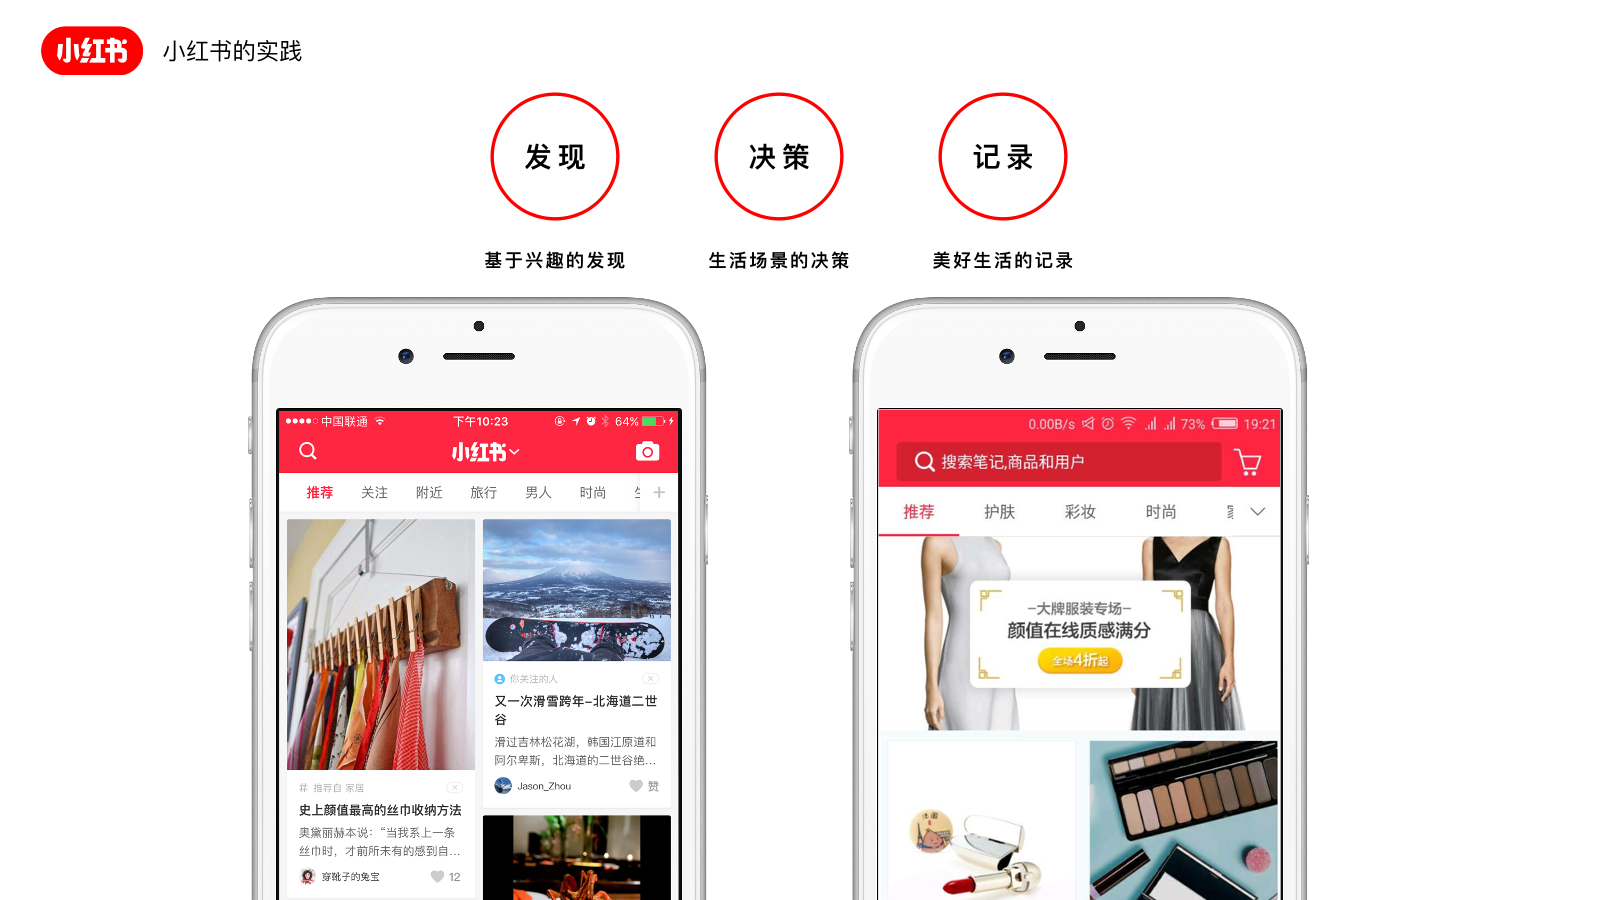 小红书
小红书的实践
发现
决策
记录
基于兴趣的发现
生活场景的决策
美好生活的记录
中国联通
下午10:23
64%
小红书
推荐
关注
附近
旅行
男人
时尚
推荐自 家居
史上颜值最高的丝巾收纳方法
奥黛丽赫本说：“当我系上一条
丝巾时，才前所未有的感到自…
穿靴子的兔宝
12
你关注的人
又一次滑雪跨年–北海道二世
谷
滑过吉林松花湖，韩国江原道和
阿尔卑斯，北海道的二世谷绝…
Jason_Zhou
赞
0.00B/s
73%
19:21
搜索笔记,商品和用户
推荐
护肤
彩妆
时尚
–大牌服装专场–
颜值在线质感满分
全场4折起